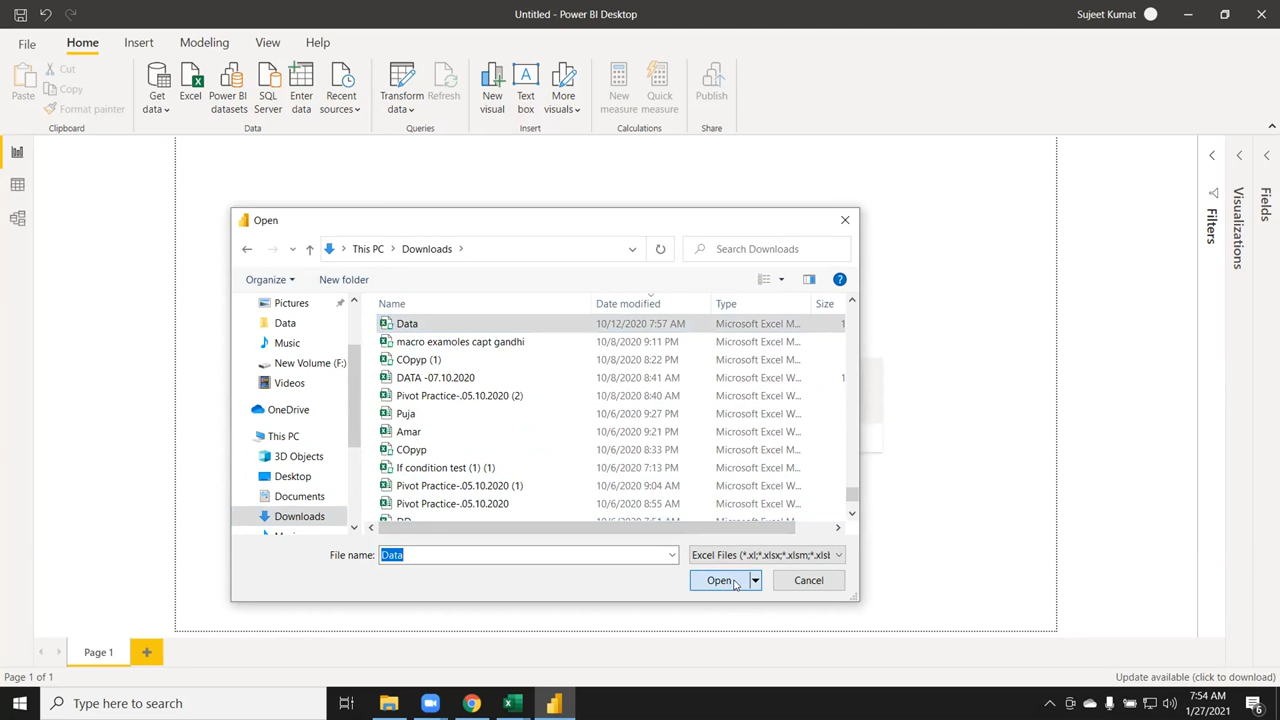 Untitled - Power BI Desktop
Sujeet Kumat
File
Home
Insert
Modeling
View
Help
Paste
Cut
Copy
Format painter
Clipboard
Get data
Excel
Power BI datasets
SQL Server
Enter data
Recent sources
Data
Transform data
Refresh
Queries
New visual
Text box
More visuals
Insert
New measure
Quick measure
Calculations
Publish
Share
Filters
Visualizations
Fields
Open
This PC
Downloads
Search Downloads
Organize
New folder
Pictures
Data
Music
New Volume (F:)
Videos
OneDrive
This PC
3D Objects
Desktop
Documents
Downloads
Name Date modified Type Size
Data 10/12/2020 7:57 AM Microsoft Excel M... 1
macro examoles capt gandhi 10/8/2020 9:11 PM Microsoft Excel M...
COpyp (1) 10/8/2020 8:22 PM Microsoft Excel M...
DATA -07.10.2020 10/8/2020 8:41 AM Microsoft Excel W... 1
Pivot Practice-.05.10.2020 (2) 10/8/2020 8:40 AM Microsoft Excel W...
Puja 10/6/2020 9:27 PM Microsoft Excel W...
Amar 10/6/2020 9:21 PM Microsoft Excel W...
COpyp 10/6/2020 8:33 PM Microsoft Excel M...
If condition test (1) (1) 10/6/2020 7:13 PM Microsoft Excel M...
Pivot Practice-.05.10.2020 (1) 10/6/2020 9:04 AM Microsoft Excel W...
Pivot Practice-.05.10.2020 10/6/2020 8:55 AM Microsoft Excel W...
File name: Data
Excel Files (*.xl;*.xlsx;*.xlsm;*.xlsb
Open
Cancel
Page 1
Page 1 of 1
Update available (click to download)
Type here to search
7:54 AM
1/27/2021
6